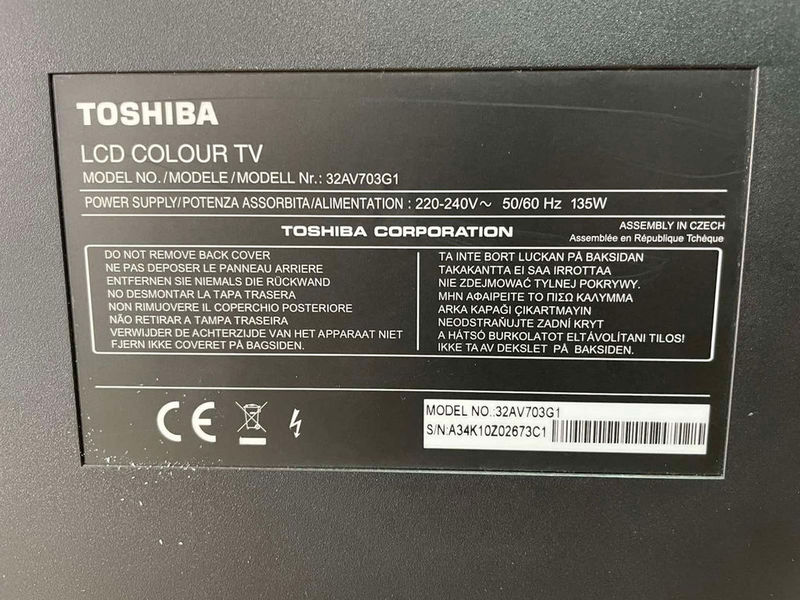 TOSHIBA
LCD COLOUR TV
MODEL NO./MODELE/MODELL Nr.: 32AV703G1
POWER SUPPLY/POTENZA ASSORBITA/ALIMENTATION : 220-240V~ 50/60 Hz 135W
TOSHIBA CORPORATION
ASSEMBLY IN CZECH
Assemblée en République Tchèque
DO NOT REMOVE BACK COVER
NE PAS DEPOSER LE PANNEAU ARRIERE
ENTFERNEN SIE NIEMALS DIE RÜCKWAND
NO DESMONTAR LA TAPA TRASERA
NON RIMUOVERE IL COPERCHIO POSTERIORE
NÃO RETIRAR A TAMPA TRASEIRA
VERWIJDER DE ACHTERZIJDE VAN HET APPARAAT NIET
FJERN IKKE COVERET PÅ BAGSIDEN.
TA INTE BORT LUCKAN PÅ BAKSIDAN
TAKAKANTTA EI SAA IRROTTAA
NIE ZDEJMOWAĆ TYLNEJ POKRYWY.
ΜΗΝ ΑΦΑΙΡΕΙΤΕ ΤΟ ΠΙΣΩ ΚΑΛΥΜΜΑ
ARKA KAPAĞI ÇIKARTMAYIN
NEODSTRAŇUJTE ZADNÍ KRYT
A HÁTSÓ BURKOLATOT ELTÁVOLÍTANI TILOS!
IKKE TA AV DEKSLET PÅ BAKSIDEN.
CE
MODEL NO.:32AV703G1
S/N:A34K10Z02673C1